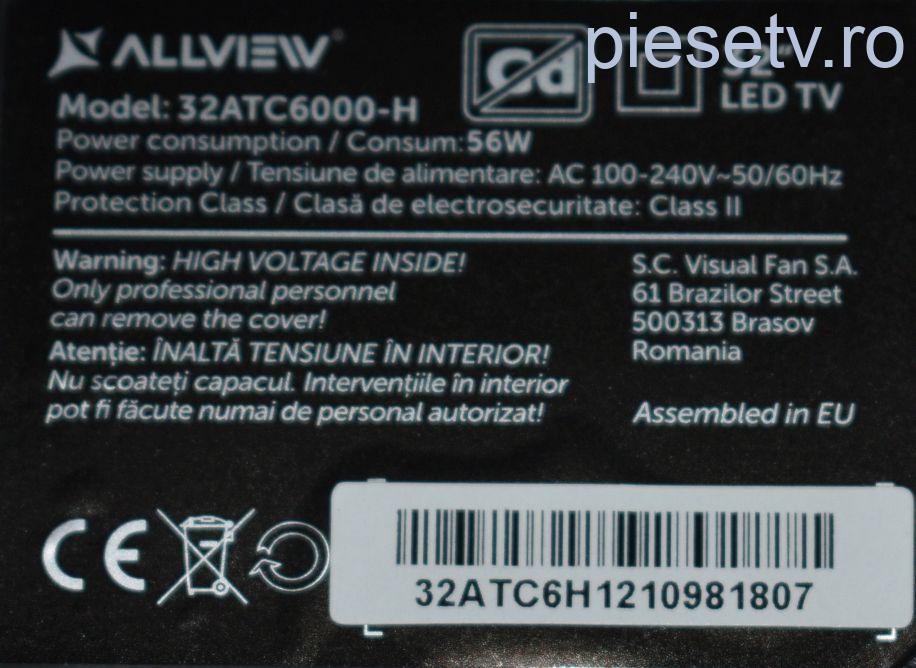 piesetv.ro
ALLVIEW
Cd
32"
LED TV
Model: 32ATC6000-H
Power consumption / Consum:56W
Power supply / Tensiune de alimentare: AC 100-240V~50/60Hz
Protection Class / Clasă de electrosecuritate: Class II
Warning: HIGH VOLTAGE INSIDE!
Only professional personnel
can remove the cover!
Atenție: ÎNALTĂ TENSIUNE ÎN INTERIOR!
Nu scoateți capacul. Intervențiile în interior
pot fi făcute numai de personal autorizat!
S.C. Visual Fan S.A.
61 Brazilor Street
500313 Brasov
Romania
Assembled in EU
CE
32ATC6H1210981807